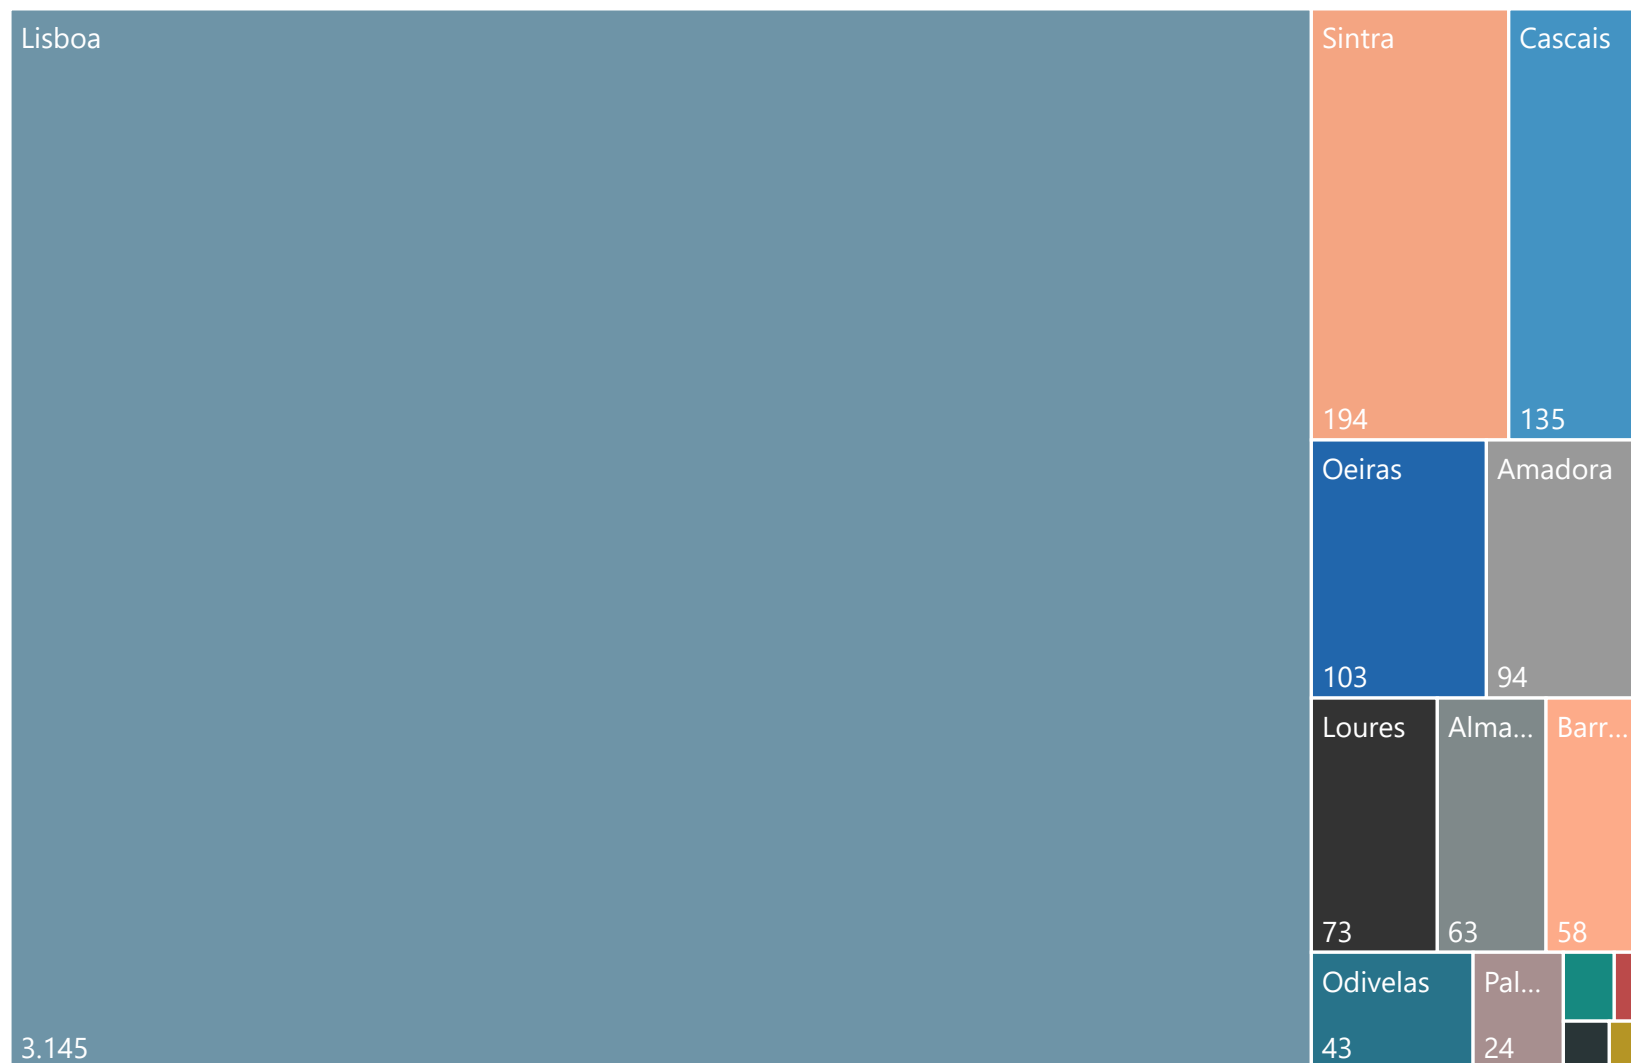 Lisboa
3.145
Sintra
194
Cascais
135
Oeiras
103
Amadora
94
Loures
73
Alma...
63
Barr...
58
Odivelas
43
Pal...
24